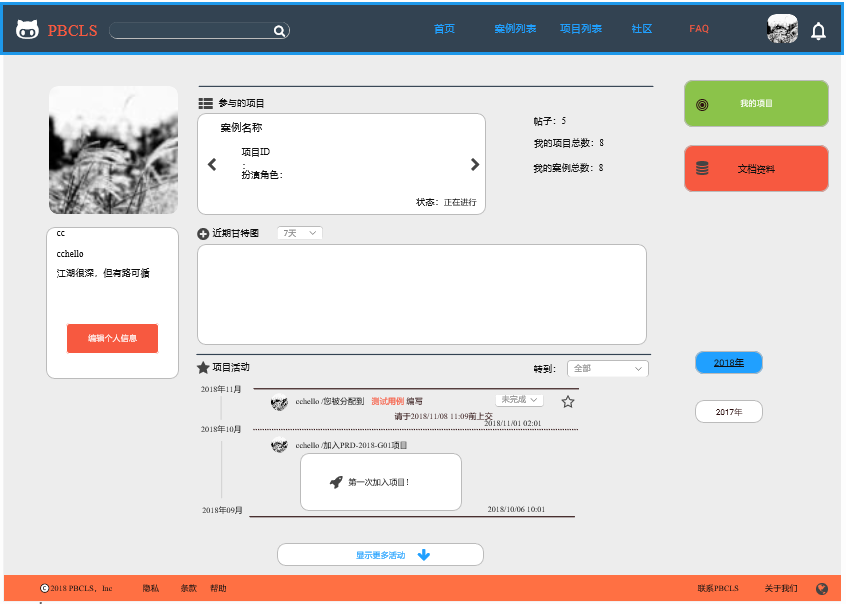 PBCLS 首页 案例列表 项目列表 社区 FAQ
参与的项目
案例名称
项目ID
:
扮演角色：
状态：正在进行
帖子：5
我的项目总数：8
我的案例总数：8
我的项目
文档资料
cc
cchello
江湖很深，但有路可循
编辑个人信息
近期甘特图 7天
项目活动 转到： 全部
2018年11月
cchello /您被分配到 测试用例 编写 未完成
请于2018/11/08 11:09前上交
2018/11/01 02:01
2018年10月
cchello /加入PRD-2018-G01项目
第一次加入项目！
2018年09月 2018/10/06 10:01
2018年
2017年
显示更多活动
©2018 PBCLS，Inc 隐私 条款 帮助 联系PBCLS 关于我们